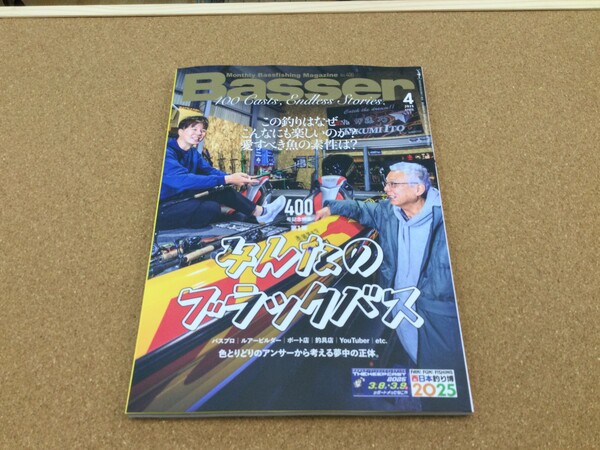 Monthly Bassfishing Magazine
Basser
400 Casts, Endless Stories.
4
この釣りはなぜ
こんなにも楽しいのか?
愛すべき魚の素性は?
400
みんなの
ブラックバス
バスプロ|ルアービルダー|ボート店|釣具店|YouTuber|etc.
色とりどりのアンサーから考える夢中の正体。
2025
3.8-3.9
西日本釣り博
2025